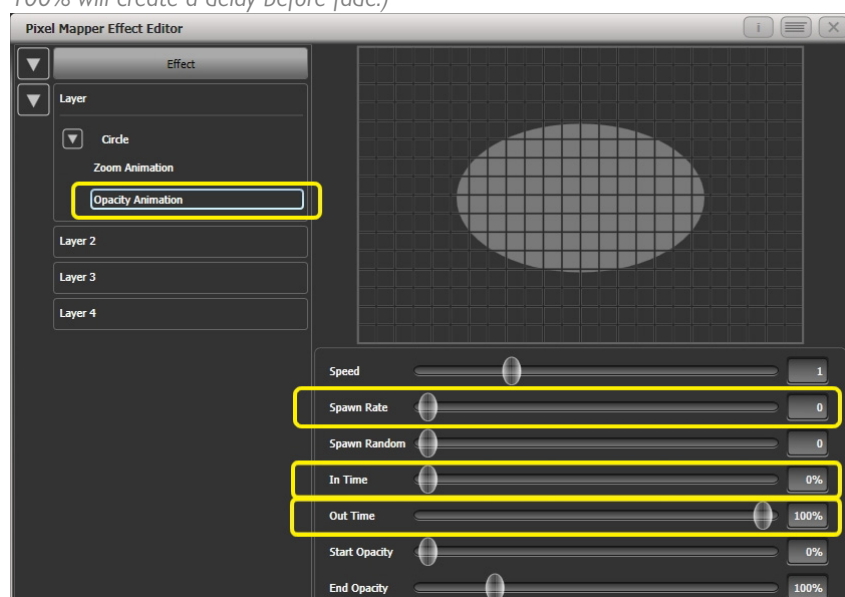 100% will create a delay before fade.)
Pixel Mapper Effect Editor
i
Effect
Layer
Circle
Zoom Animation
Opacity Animation
Layer 2
Layer 3
Layer 4
Speed 1
Spawn Rate 0
Spawn Random 0
In Time 0%
Out Time 100%
Start Opacity 0%
End Opacity 100%